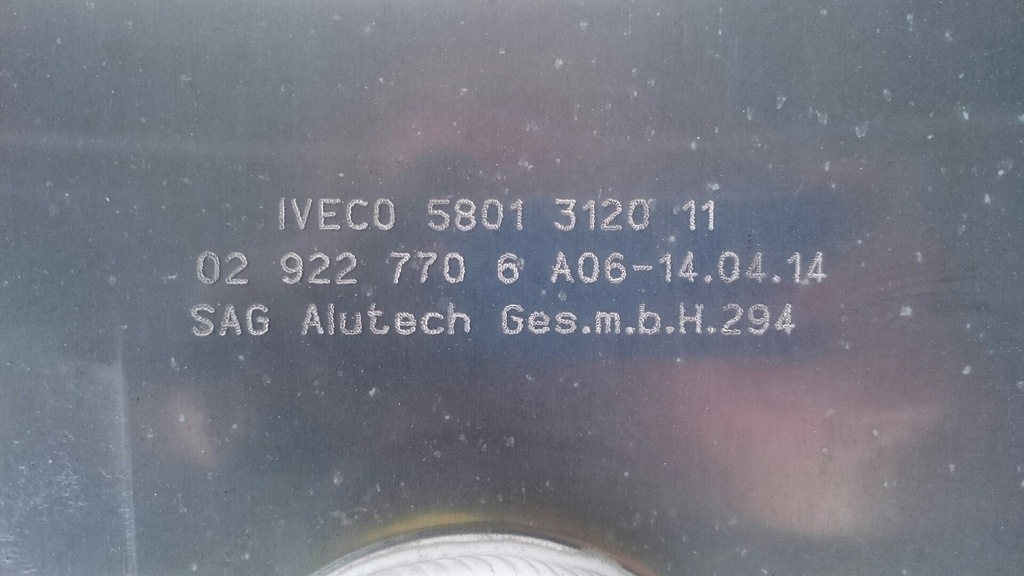 IVECO 5801 3120 11
02 922 770 6 A06-14.04.14
SAG Alutech Ges.m.b.H.294